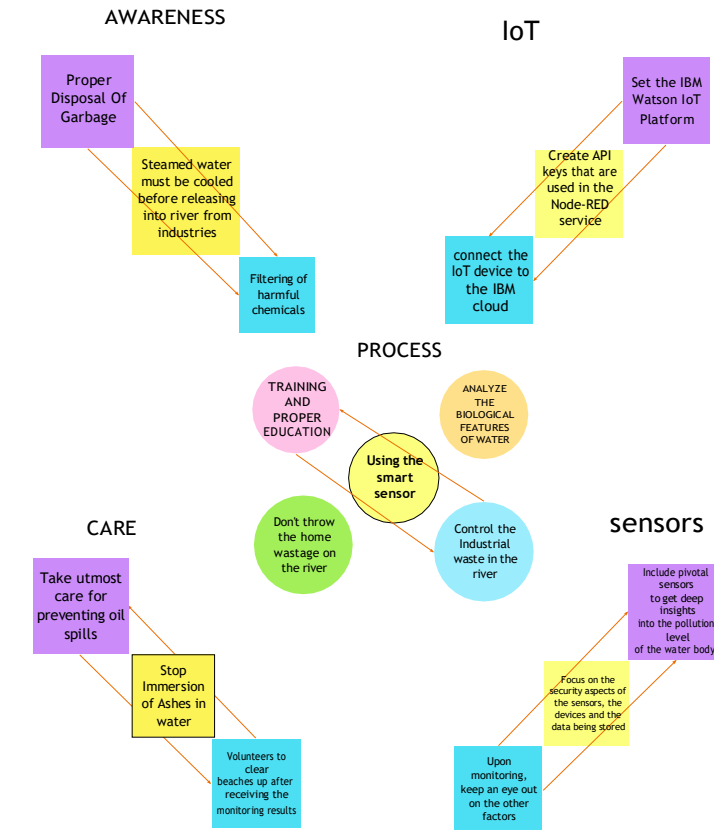 AWARENESS
Proper
Disposal Of
Garbage
Steamed water
must be cooled
before releasing
into river from
industries
Filtering of
harmful
chemicals
IoT
Set the IBM
Watson IoT
Platform
Create API
keys that are
used in the
Node-RED
service
connect the
IoT device to
the IBM
cloud
PROCESS
TRAINING
AND
PROPER
EDUCATION
ANALYZE
THE
BIOLOGICAL
FEATURES
OF WATER
Using the
smart
sensor
Don't throw
the home
wastage on
the river
Control the
Industrial
waste in the
river
CARE
Take utmost
care for
preventing oil
spills
Stop
Immersion
of Ashes in
water
Volunteers to
clear
beaches up after
receiving the
monitoring results
sensors
Include pivotal
sensors
to get deep
insights
into the pollution
level
of the water body
Focus on the
security aspects of
the sensors, the
devices and the
data being stored
Upon
monitoring,
keep an eye out
on the other
factors